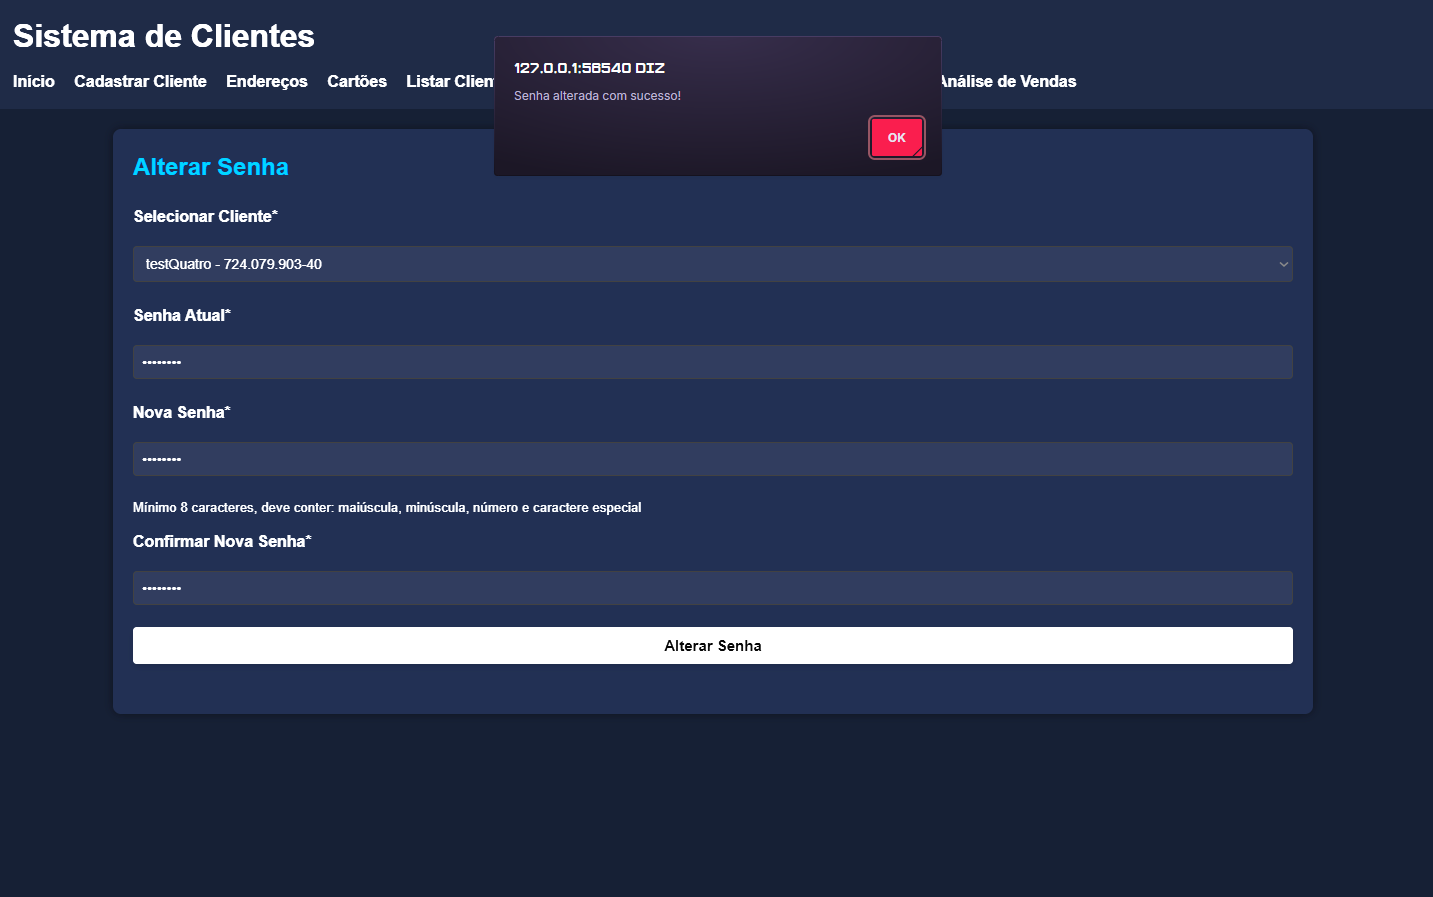 Sistema de Clientes
Início Cadastrar Cliente Endereços Cartões Listar Clien
Análise de Vendas
127.0.0.1:58540 DIZ
Senha alterada com sucesso!
OK
Alterar Senha
Selecionar Cliente*
testQuatro - 724.079.903-40
Senha Atual*
••••••••
Nova Senha*
••••••••
Mínimo 8 caracteres, deve conter: maiúscula, minúscula, número e caractere especial
Confirmar Nova Senha*
••••••••
Alterar Senha